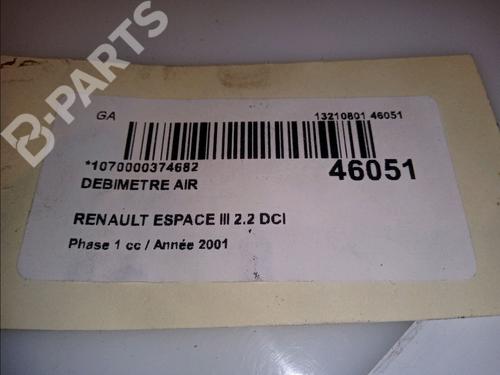 B-PARTS
GA
13210801 46051
*1070000374682
46051
DEBIMETRE AIR
RENAULT ESPACE III 2.2 DCI
Phase 1 cc / Année 2001